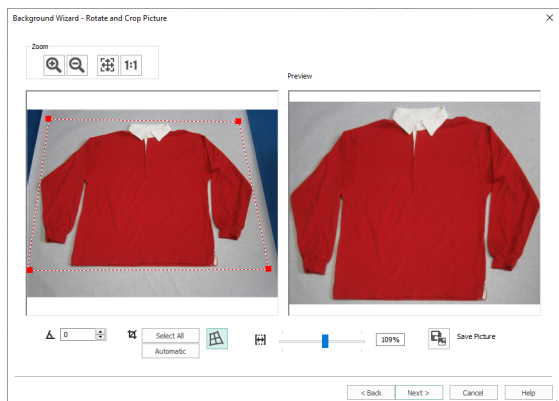 Background Wizard - Rotate and Crop Picture
Zoom
1:1
Preview
0
Select All
Automatic
109%
Save Picture
< Back
Next >
Cancel
Help